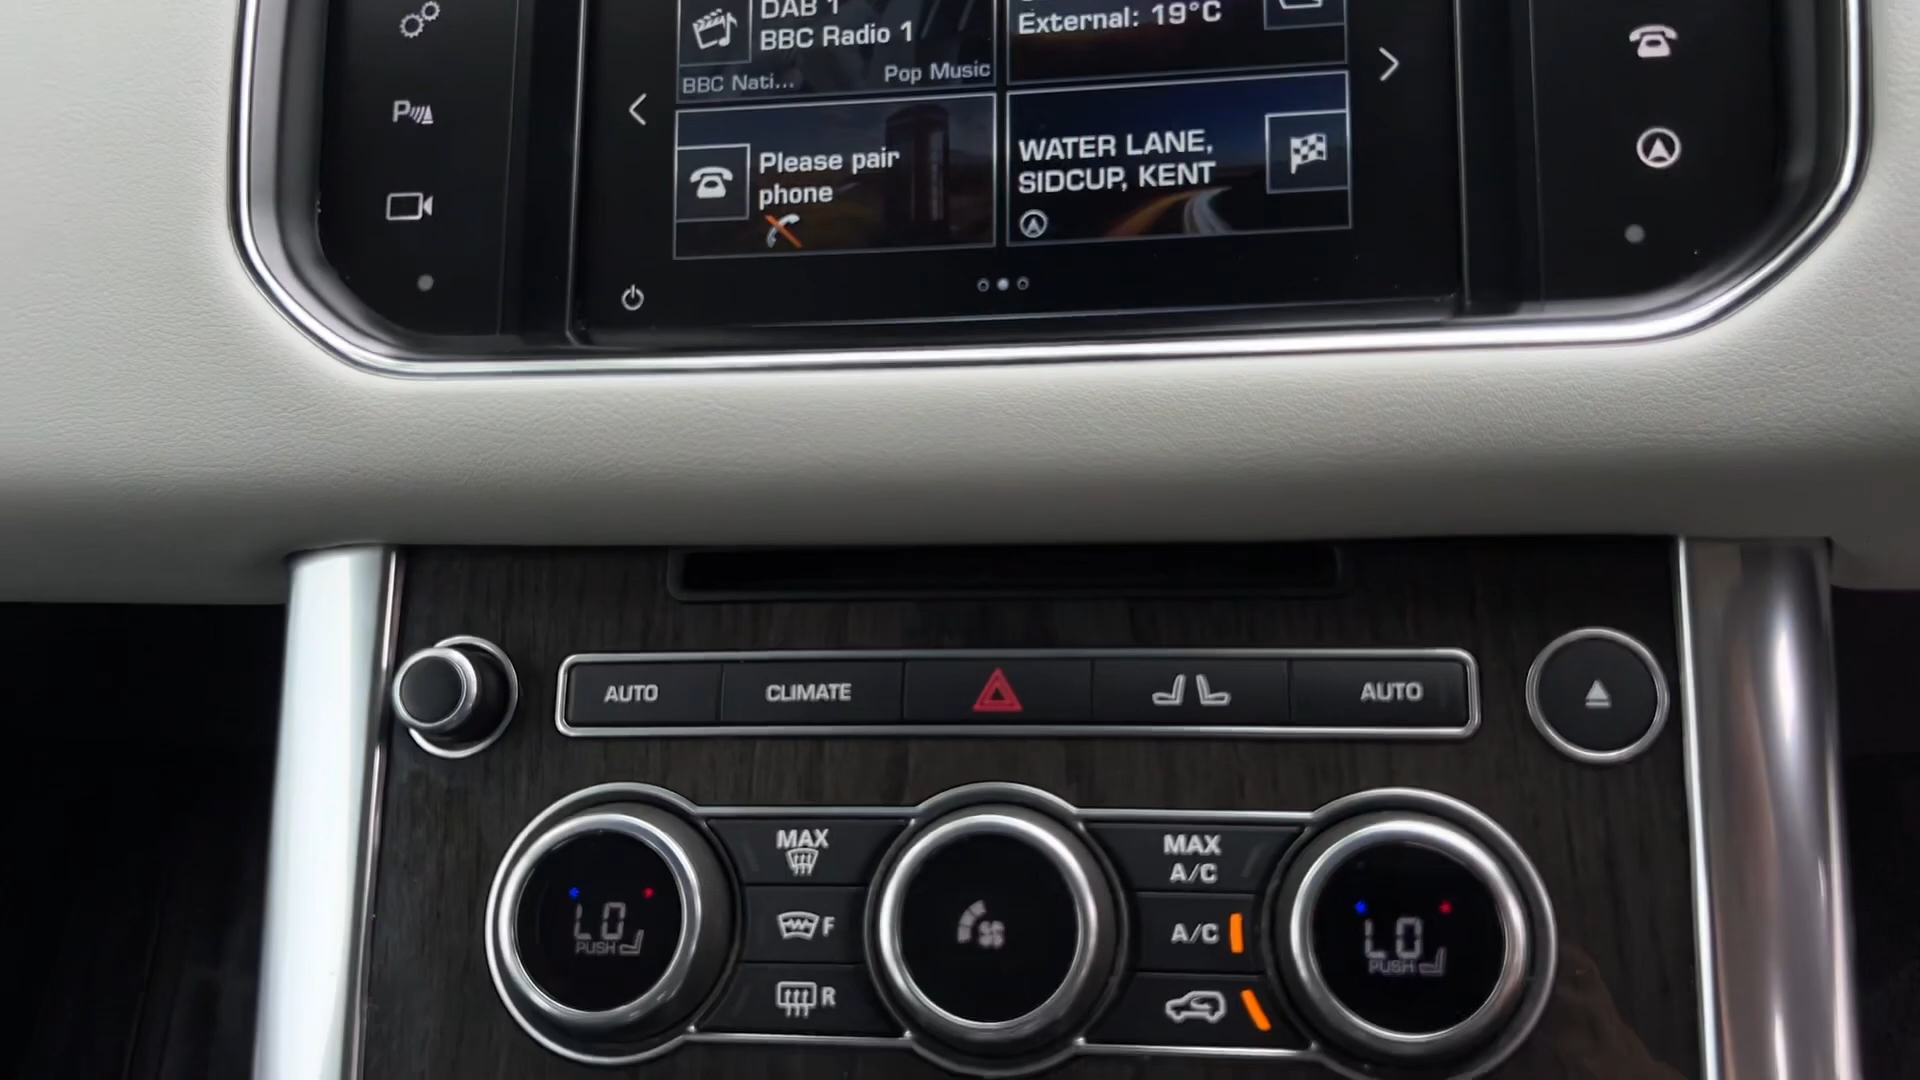 DAB 1
BBC Radio 1
BBC Nati...
Pop Music
External: 19°C
Please pair
phone
WATER LANE,
SIDCUP, KENT
P
AUTO
CLIMATE
AUTO
MAX
MAX
A/C
F
A/C
R
LO
PUSH
LO
PUSH